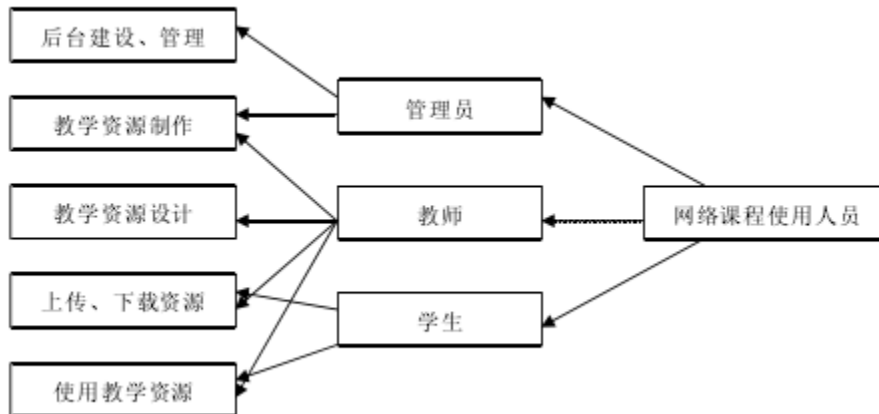 后台建设、管理
教学资源制作
教学资源设计
上传、下载资源
使用教学资源
管理员
教师
学生
网络课程使用人员